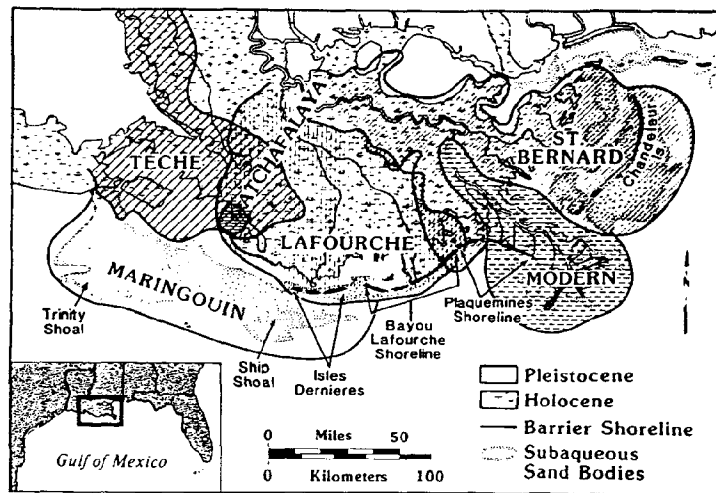 TECHE
ATCHAFALAYA
ST.
BERNARD
Chandeleur
Is
LAFOURCHE
MARINGOUIN
MODERN
Trinity
Shoal
Ship
Shoal
Isles
Dernieres
Bayou
Lafourche
Shoreline
Plaquemines
Shoreline
N
Pleistocene
Holocene
Barrier Shoreline
Subaqueous
Sand Bodies
Gulf of Mexico
0 Miles 50
0 Kilometers 100